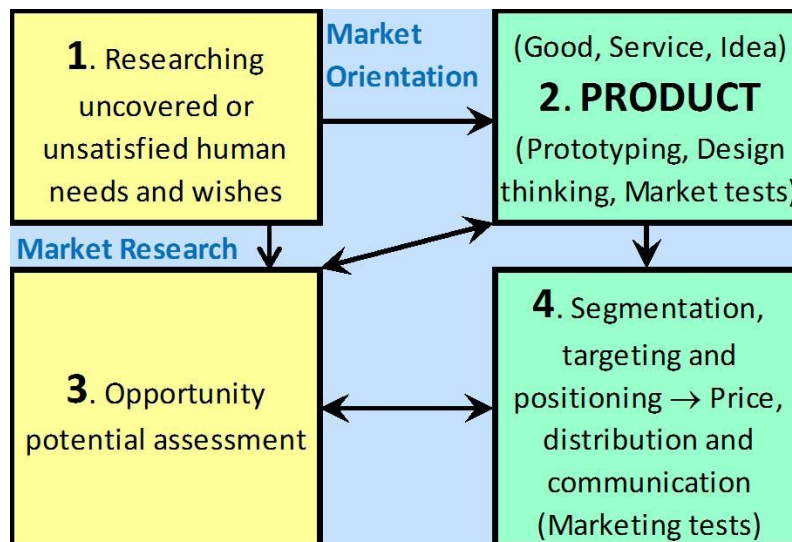 1. Researching
uncovered or
unsatisfied human
needs and wishes
Market
Orientation
(Good, Service, Idea)
2. PRODUCT
(Prototyping, Design
thinking, Market tests)
Market Research
3. Opportunity
potential assessment
4. Segmentation,
targeting and
positioning → Price,
distribution and
communication
(Marketing tests)